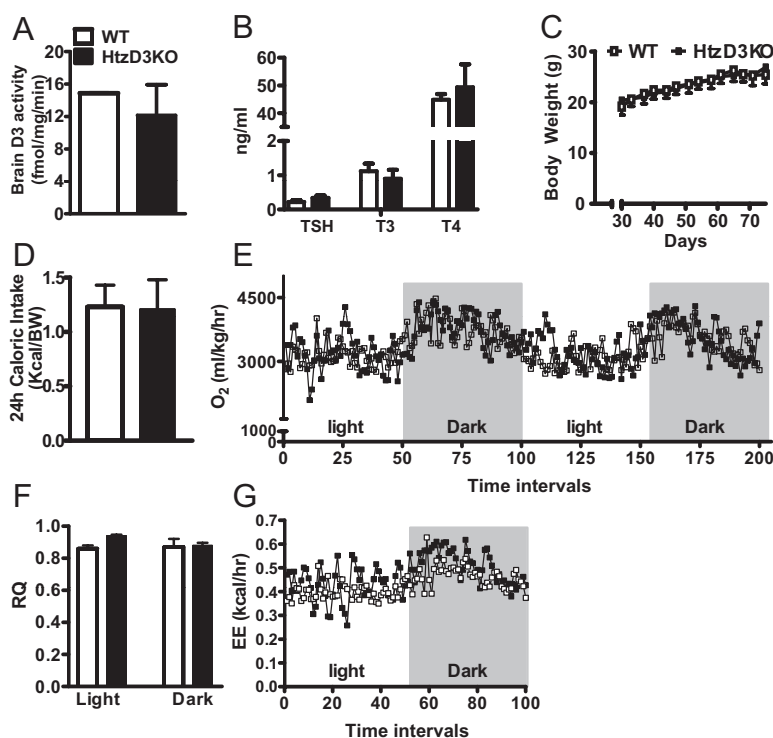 A
WT
HtzD3KO
Brain D3 activity
(fmol/mg/min)
20
16
12
8
4
0
B
ng/ml
60
50
40
2
1
0
TSH
T3
T4
C
WT
HtzD3KO
Body Weight (g)
30
20
10
0
30
40
50
60
70
Days
D
24h Caloric Intake
(Kcal/BW)
1.5
1.0
0.5
0.0
E
O2 (ml/kg/hr)
4500
3000
1000
0
light
Dark
light
Dark
0
25
50
75
100
125
150
175
200
Time intervals
F
RQ
1.0
0.8
0.6
0.4
0.2
0.0
Light
Dark
G
EE (kcal/hr)
0.7
0.6
0.5
0.4
0.3
0.2
0.1
0.0
light
Dark
0
20
40
60
80
100
Time intervals